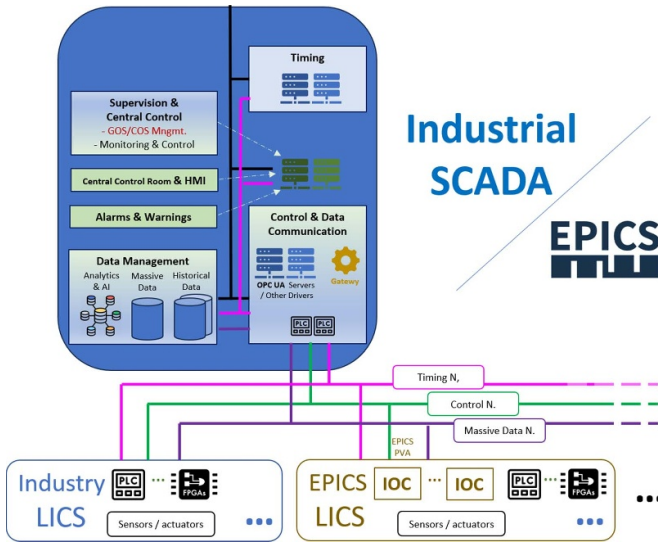 Timing
Supervision &
Central Control
- GOS/COS Mngmt.
- Monitoring & Control
Industrial
SCADA
EPICS
Central Control Room & HMI
Alarms & Warnings
Control & Data
Communication
Data Management
Analytics
& AI
Massive
Data
Historical
Data
OPC UA Servers
/ Other Drivers
Gateway
PLC
PLC
Timing N,
Control N.
Massive Data N.
EPICS
PVA
Industry
LICS
PLC
...
FPGAs
Sensors / actuators
...
EPICS
LICS
IOC
...
IOC
PLC
...
FPGAs
Sensors / actuators
...
...